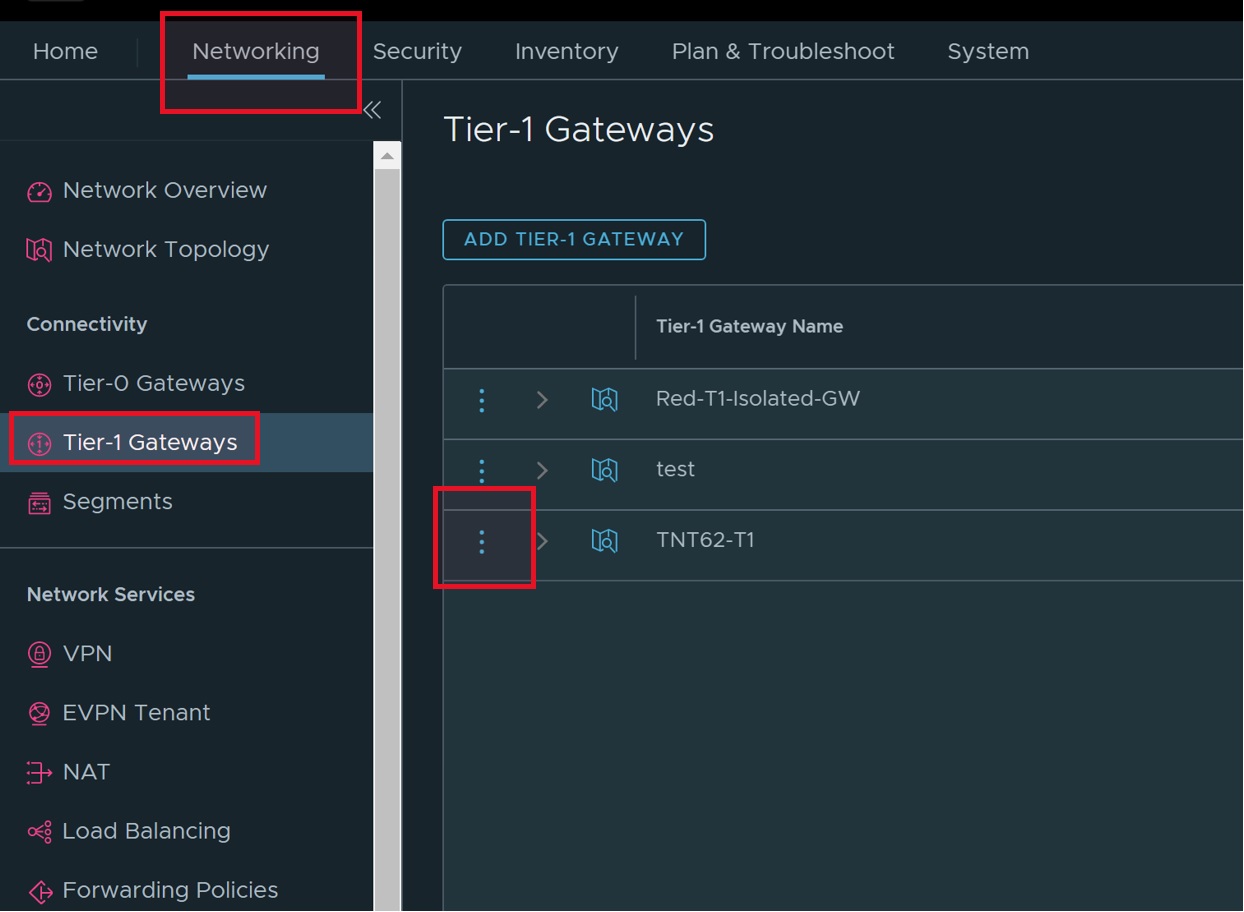 Home
Networking
Security
Inventory
Plan & Troubleshoot
System
Network Overview
Network Topology
Connectivity
Tier-0 Gateways
Tier-1 Gateways
Segments
Network Services
VPN
EVPN Tenant
NAT
Load Balancing
Forwarding Policies
Tier-1 Gateways
ADD TIER-1 GATEWAY
Tier-1 Gateway Name
Red-T1-Isolated-GW
test
TNT62-T1